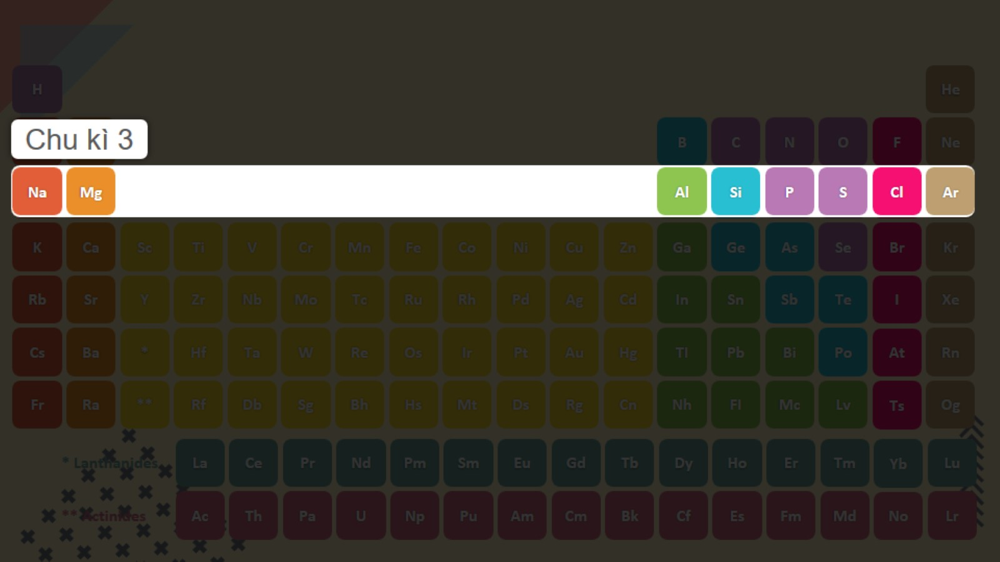 H He
Chu kì 3
B C N O F Ne
Na Mg Al Si P S Cl Ar
K Ca Sc Ti V Cr Mn Fe Co Ni Cu Zn Ga Ge As Se Br Kr
Rb Sr Y Zr Nb Mo Tc Ru Rh Pd Ag Cd In Sn Sb Te I Xe
Cs Ba * Hf Ta W Re Os Ir Pt Au Hg Tl Pb Bi Po At Rn
Fr Ra ** Rf Db Sg Bh Hs Mt Ds Rg Cn Nh Fl Mc Lv Ts Og
* Lanthanides La Ce Pr Nd Pm Sm Eu Gd Tb Dy Ho Er Tm Yb Lu
** Actinides Ac Th Pa U Np Pu Am Cm Bk Cf Es Fm Md No Lr